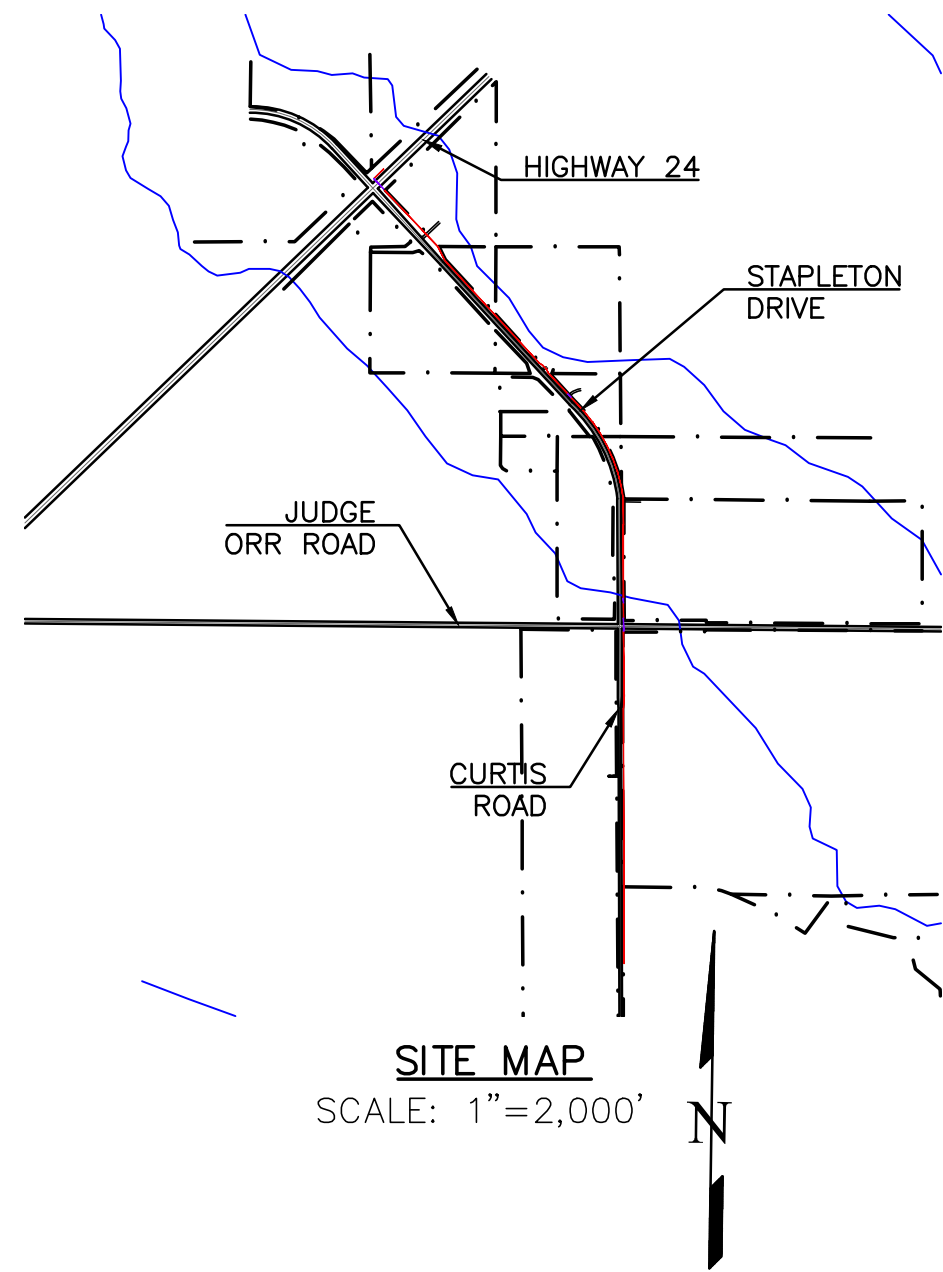 HIGHWAY 24
STAPLETON
DRIVE
JUDGE
ORR ROAD
CURTIS
ROAD
SITE MAP
SCALE: 1”=2,000’
N